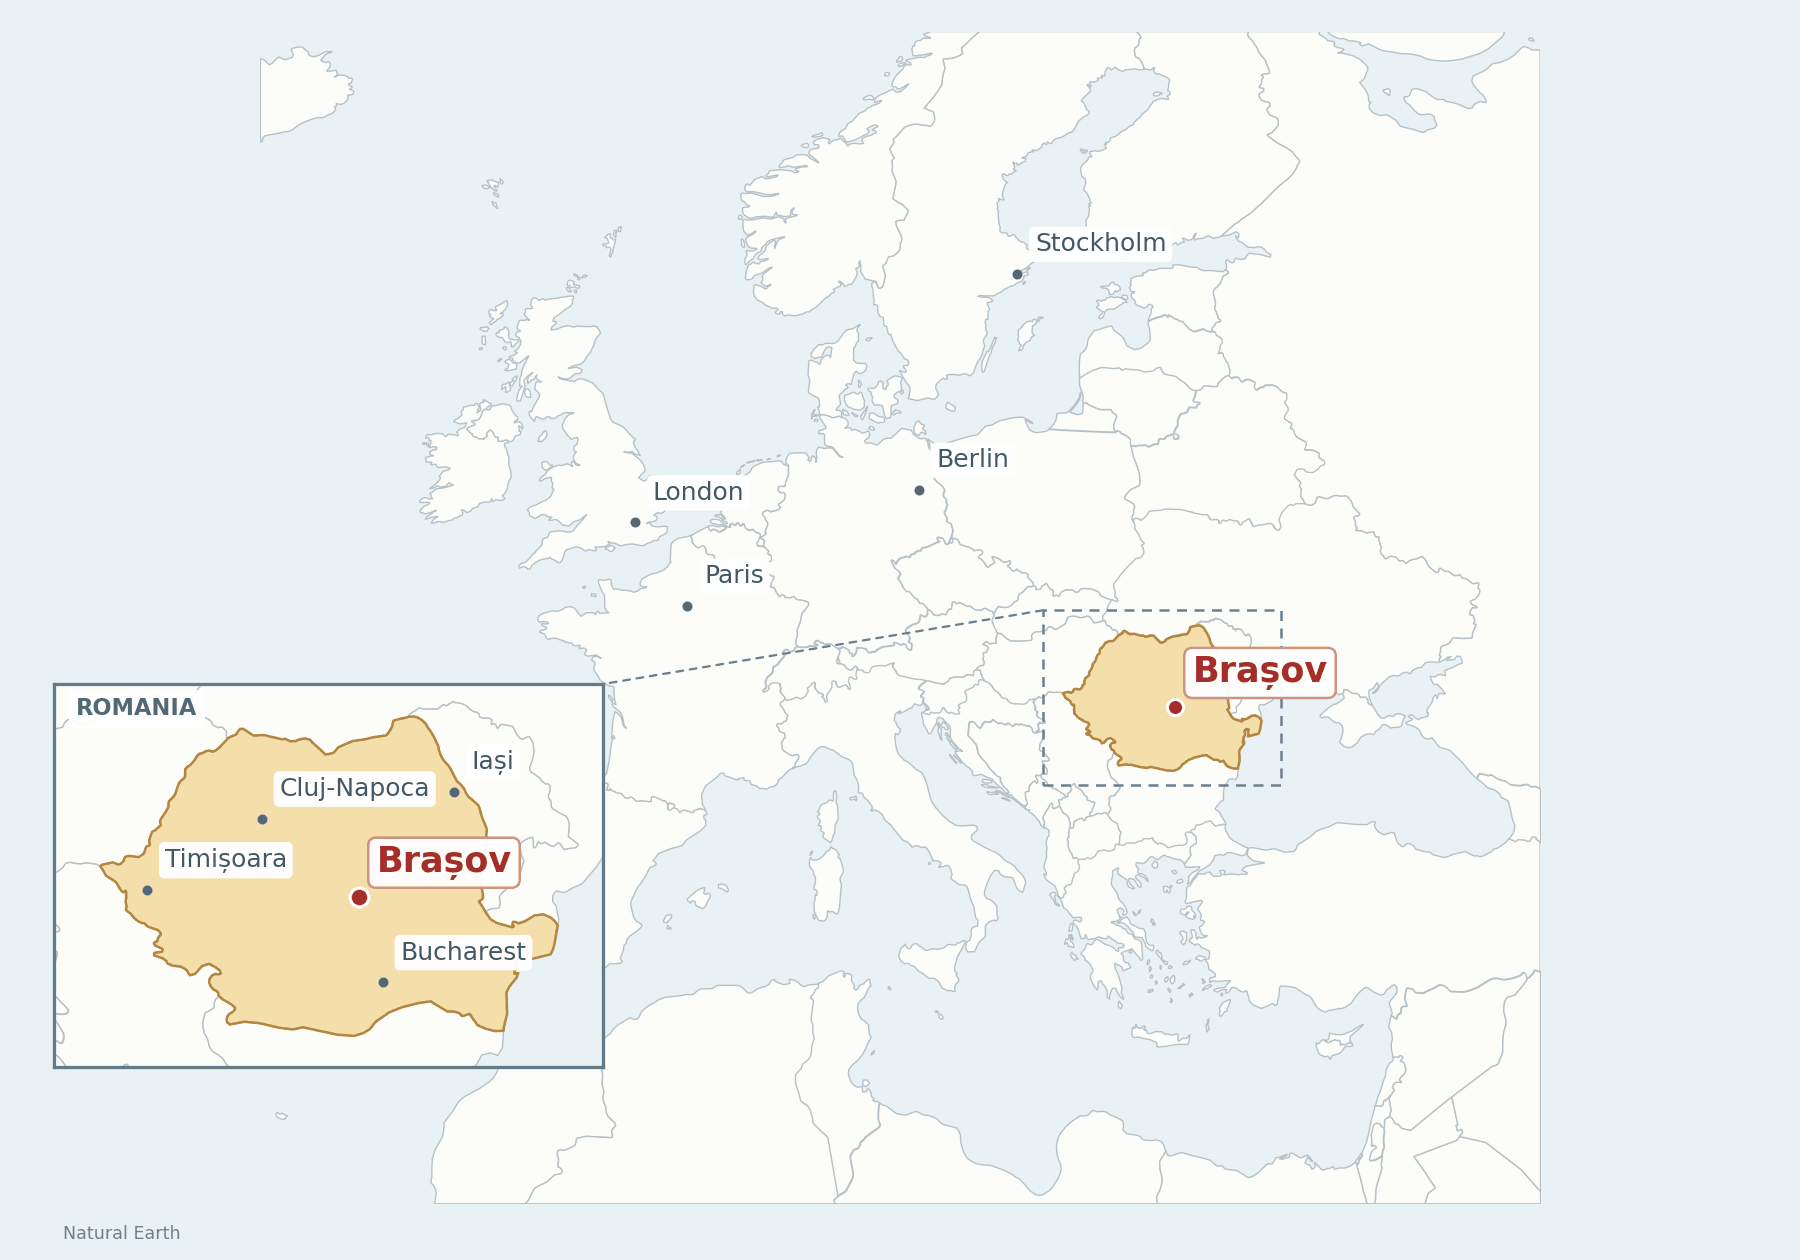 Stockholm
Berlin
London
Paris
Brașov
ROMANIA
Iași
Cluj-Napoca
Timișoara
Brașov
Bucharest
Natural Earth